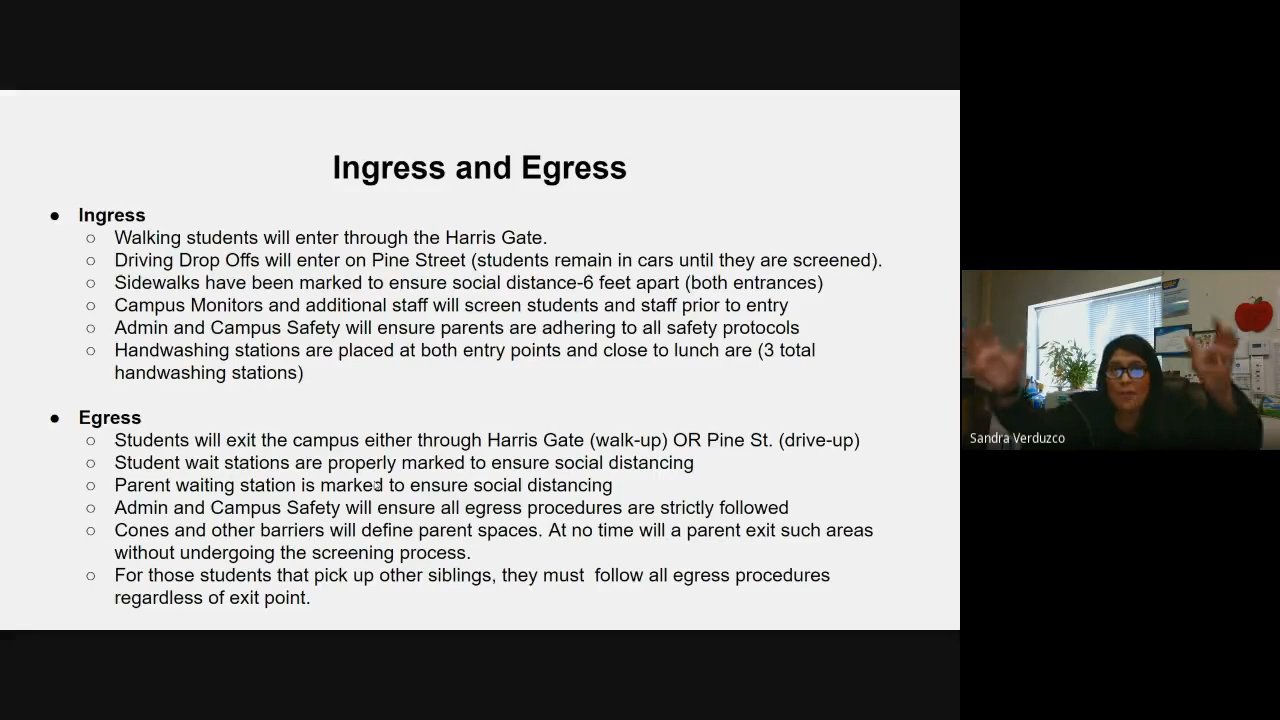 Ingress and Egress
● Ingress
○ Walking students will enter through the Harris Gate.
○ Driving Drop Offs will enter on Pine Street (students remain in cars until they are screened).
○ Sidewalks have been marked to ensure social distance-6 feet apart (both entrances)
○ Campus Monitors and additional staff will screen students and staff prior to entry
○ Admin and Campus Safety will ensure parents are adhering to all safety protocols
○ Handwashing stations are placed at both entry points and close to lunch are (3 total
handwashing stations)
● Egress
○ Students will exit the campus either through Harris Gate (walk-up) OR Pine St. (drive-up)
○ Student wait stations are properly marked to ensure social distancing
○ Parent waiting station is marked to ensure social distancing
○ Admin and Campus Safety will ensure all egress procedures are strictly followed
○ Cones and other barriers will define parent spaces. At no time will a parent exit such areas
without undergoing the screening process.
○ For those students that pick up other siblings, they must  follow all egress procedures
regardless of exit point.
Sandra Verduzco